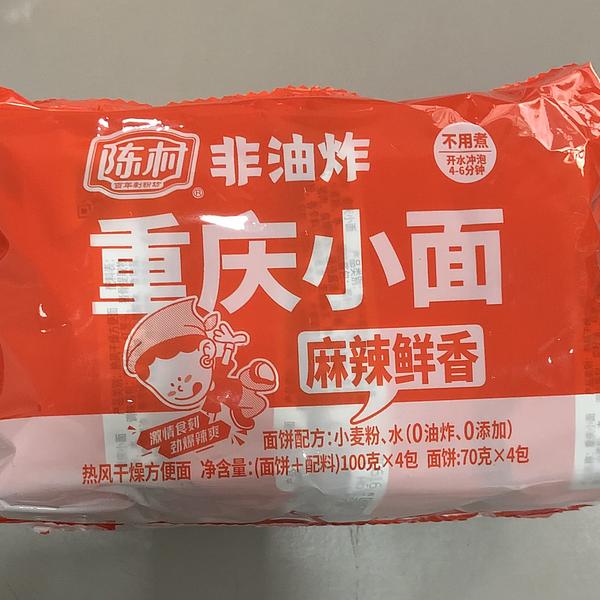 陈村
百年制粉坊
®
非油炸
不用煮
开水冲泡
4-6分钟
重庆小面
麻辣鲜香
激情食刻
劲爆辣爽
面饼配方:小麦粉、水(0油炸、0添加)
热风干燥方便面 净含量:(面饼+配料)100克×4包 面饼:70克×4包